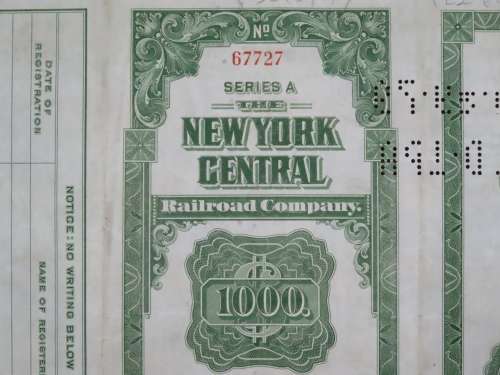 DATE OF
REGISTRATION
NOTICE: NO WRITING BELOW
NAME OF REGISTER
No
67727
SERIES A
THE
NEW YORK
CENTRAL
Railroad Company.
1000.